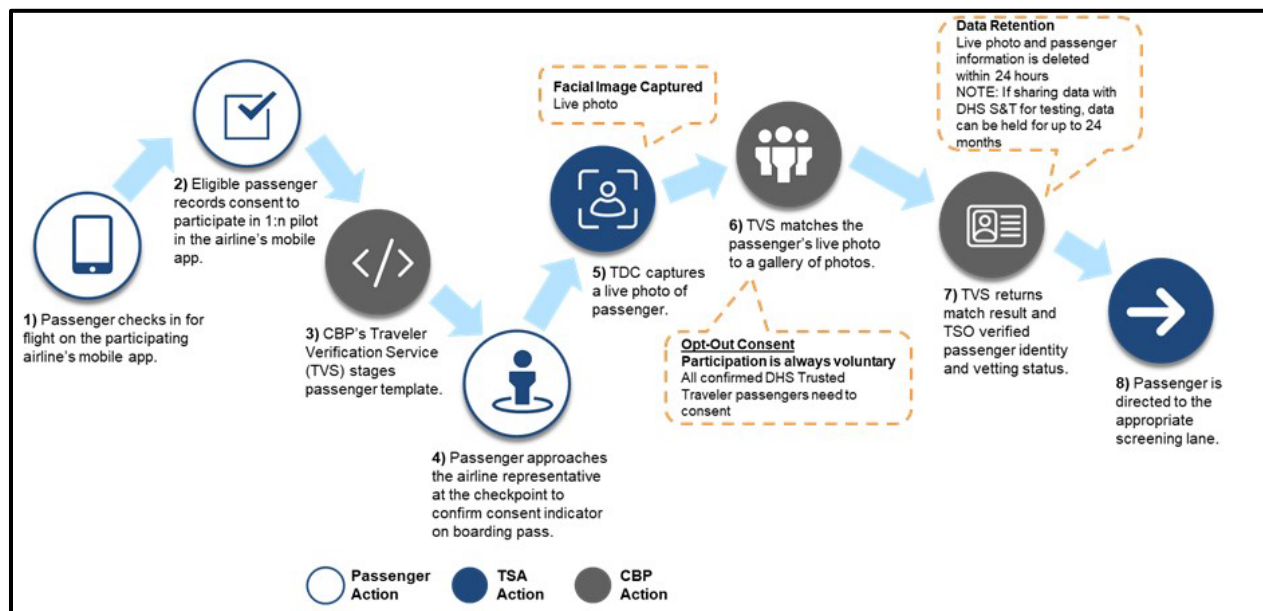 1) Passenger checks in for
flight on the participating
airline's mobile app.
2) Eligible passenger
records consent to
participate in 1:n pilot
in the airline's mobile
app.
3) CBP's Traveler
Verification Service
(TVS) stages
passenger template.
4) Passenger approaches
the airline representative
at the checkpoint to
confirm consent indicator
on boarding pass.
Facial Image Captured
Live photo
5) TDC captures
a live photo of
passenger.
6) TVS matches the
passenger's live photo
to a gallery of photos.
Opt-Out Consent
Participation is always voluntary
All confirmed DHS Trusted
Traveler passengers need to
consent
Data Retention
Live photo and passenger
information is deleted
within 24 hours
NOTE: If sharing data with
DHS S&T for testing, data
can be held for up to 24
months
7) TVS returns
match result and
TSO verified
passenger identity
and vetting status.
8) Passenger is
directed to the
appropriate
screening lane.
Passenger
Action
TSA
Action
CBP
Action